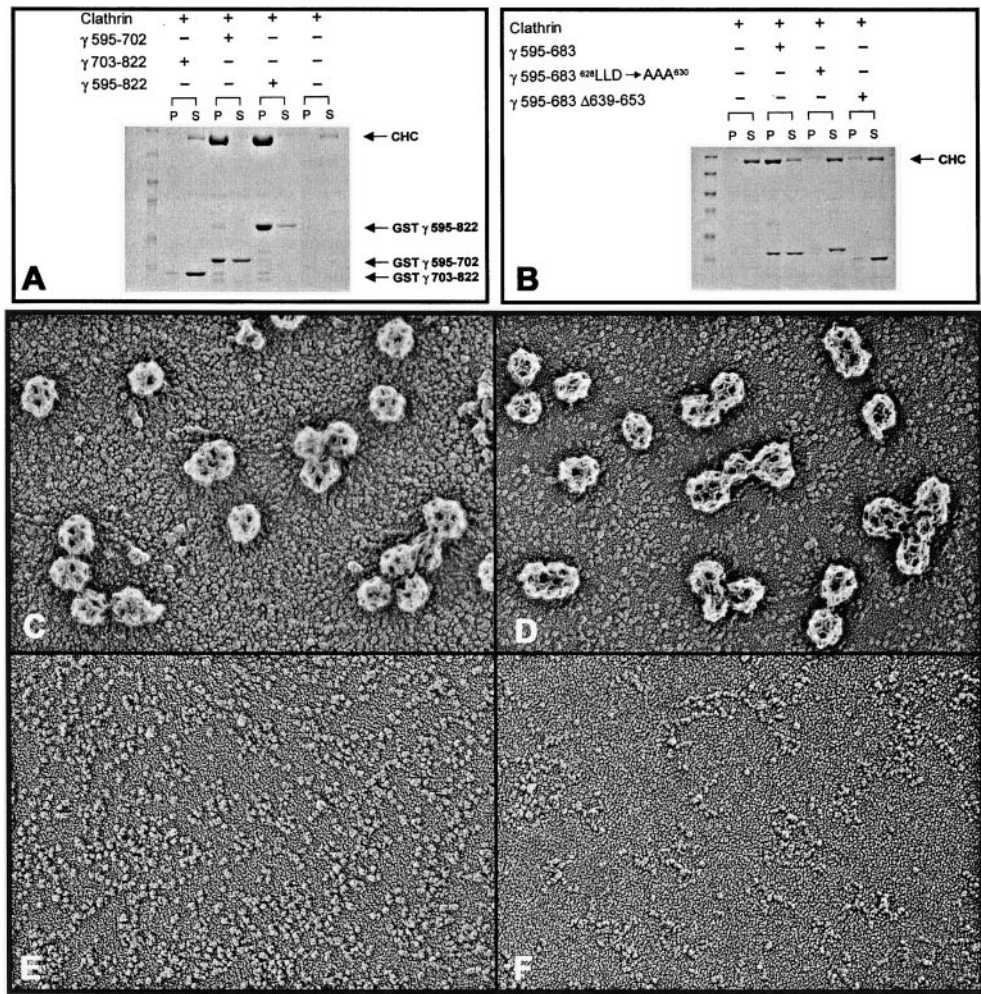 Clathrin + + + +
γ 595-702 − + − −
γ703-822 + − − −
γ 595-822 − − + −
P S P S P S P S
CHC
GST γ 595-822
GST γ 595-702
GST γ 703-822
A
Clathrin + + + +
γ 595-683 − + − −
γ 595-683 ⁶²⁸LLD→AAA⁶³⁰ − − + −
γ 595-683 Δ639-653 − − − +
P S P S P S P S
CHC
B
C
D
E
F